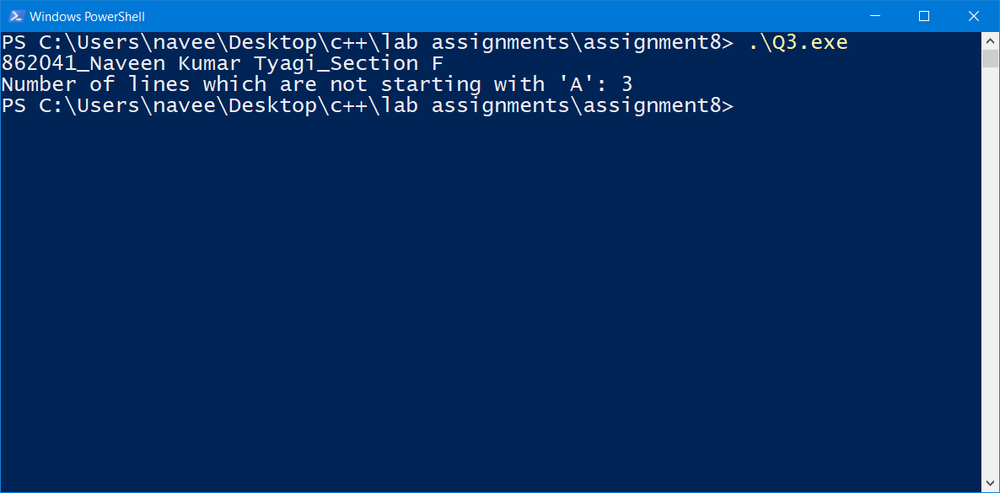 Windows PowerShell
PS C:\Users\navee\Desktop\c++\lab assignments\assignment8> .\Q3.exe
862041_Naveen Kumar Tyagi_Section F
Number of lines which are not starting with 'A': 3
PS C:\Users\navee\Desktop\c++\lab assignments\assignment8>